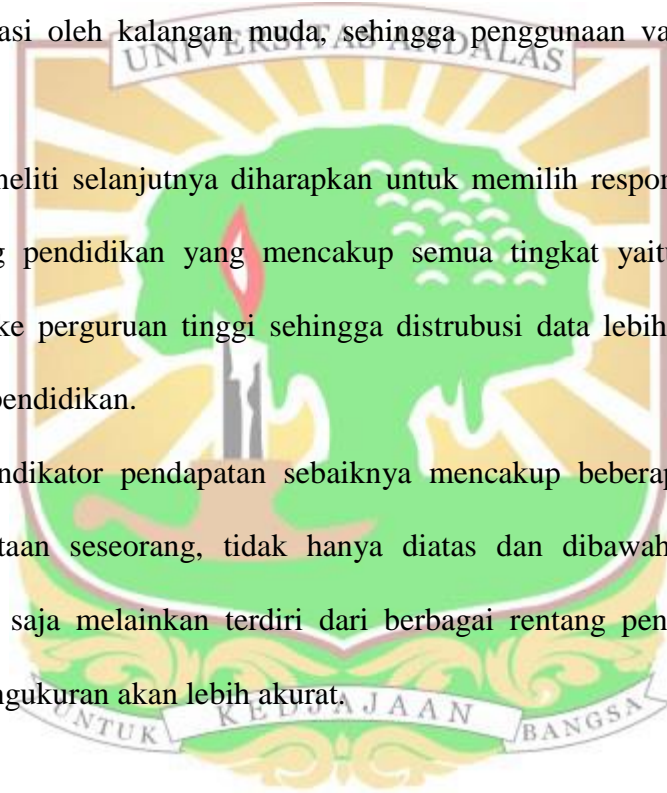 asi oleh kalangan muda, sehingga penggunaan va
UNIVERSITAS ANDALAS
neliti selanjutnya diharapkan untuk memilih respon
g pendidikan yang mencakup semua tingkat yait
ke perguruan tinggi sehingga distrubusi data lebih
pendidikan.
ndikator pendapatan sebaiknya mencakup beberap
taan seseorang, tidak hanya diatas dan dibawah
saja melainkan terdiri dari berbagai rentang pen
ngukuran akan lebih akurat.
UNTUK KEDJAJAAN BANGSA